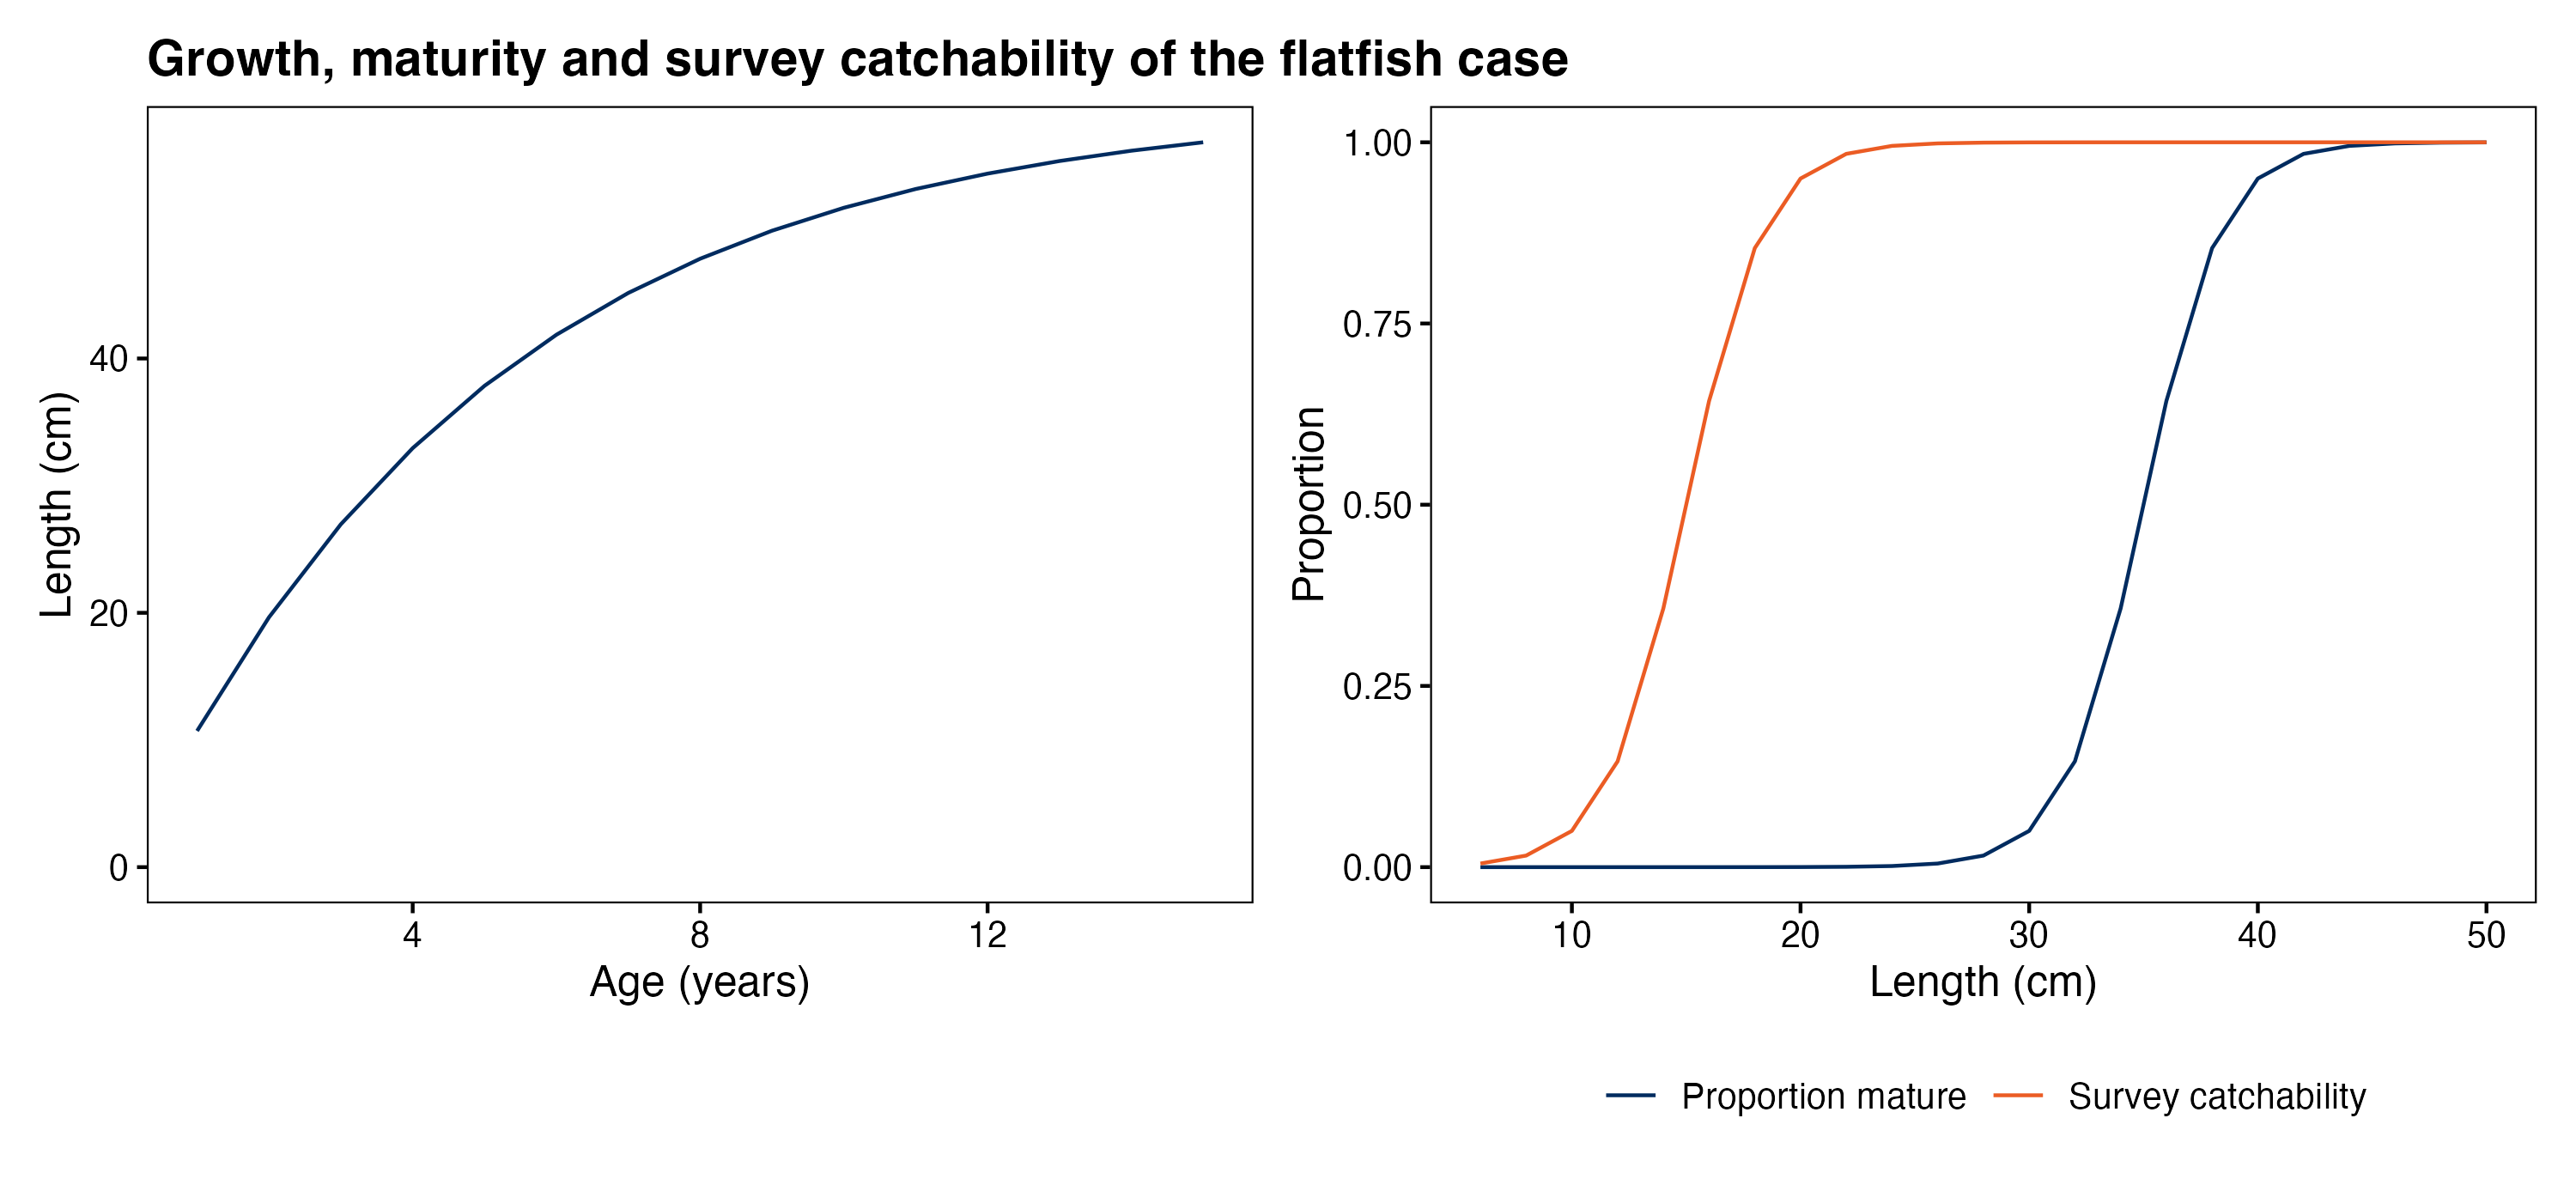 Growth, maturity and survey catchability of the flatfish case
Length (cm)
40
20
0
4 8 12
Age (years)
Proportion
1.00
0.75
0.50
0.25
0.00
10 20 30 40 50
Length (cm)
Proportion mature Survey catchability